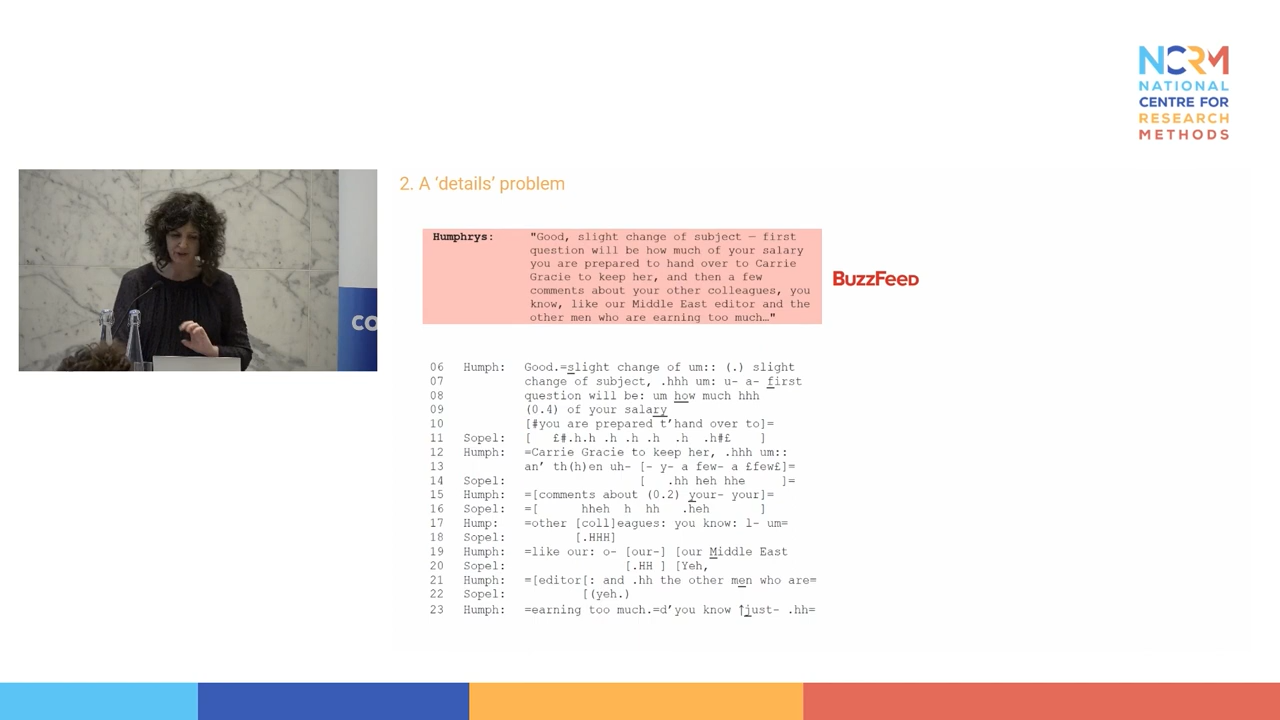 NCRM
NATIONAL
CENTRE FOR
RESEARCH
METHODS
2. A ‘details’ problem
Humphrys: "Good, slight change of subject — first
question will be how much of your salary
you are prepared to hand over to Carrie
Gracie to keep her, and then a few
comments about your other colleagues, you
know, like our Middle East editor and the
other men who are earning too much…"
BuzzFeed
co
06 Humph: Good.=slight change of um:: (.) slight
07 change of subject, .hhh um: u- a- first
08 question will be: um how much hhh
09 (0.4) of your salary
10 [#you are prepared t’hand over to]=
11 Sopel: [ £#.h.h .h .h .h .h .h#£ ]
12 Humph: =Carrie Gracie to keep her, .hhh um::
13 an’ th(h)en uh- [- y- a few- a £few£]=
14 Sopel: [ .hh heh hhe ]=
15 Humph: =[comments about (0.2) your- your]=
16 Sopel: =[ hheh h hh .heh ]
17 Hump: =other [coll]eagues: you know: l- um=
18 Sopel: [.HHH]
19 Humph: =like our: o- [our-] [our Middle East
20 Sopel: [.HH ] [Yeh,
21 Humph: =[editor[: and .hh the other men who are=
22 Sopel: [(yeh.)
23 Humph: =earning too much.=d’you know ↑just- .hh=